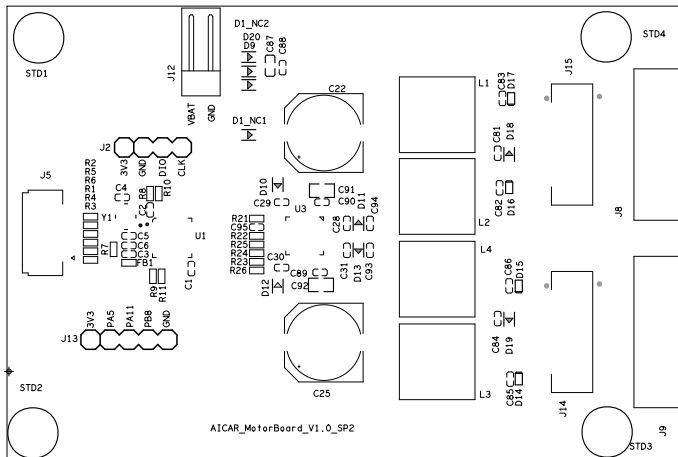 D1_NC2
D20
D9
C87
C88
J12
VBAT
GND
STD1
STD4
J15
C22
L1
C83
D17
D1_NC1
J2
3V3
GND
DIO
CLK
C81
D18
J5
R2
R5
R6
R1
R4
R3
C4
R8
R10
D10
C91
C29
C90
D11
C82
D16
J8
C2
Y1
U1
R21
C95
R22
R25
R24
R23
R26
U3
C28
C94
L2
C5
C6
C3
FB1
R7
L4
C31
D13
C93
C30
C89
C92
D12
C1
R9
R11
C86
D15
3V3
PA5
PA11
PB8
GND
J13
C84
D19
STD2
C25
L3
C85
D14
J14
AICAR_MotorBoard_V1.0_SP2
STD3
J9